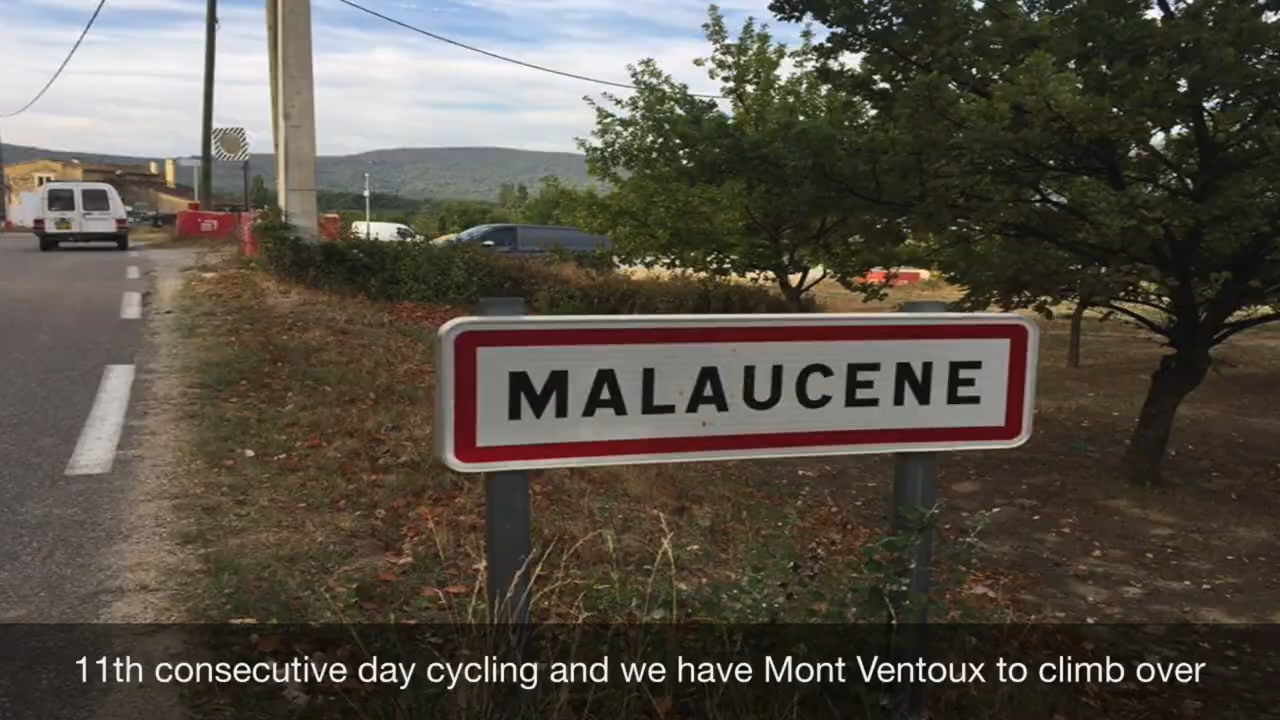 MALAUCENE
11th consecutive day cycling and we have Mont Ventoux to climb over